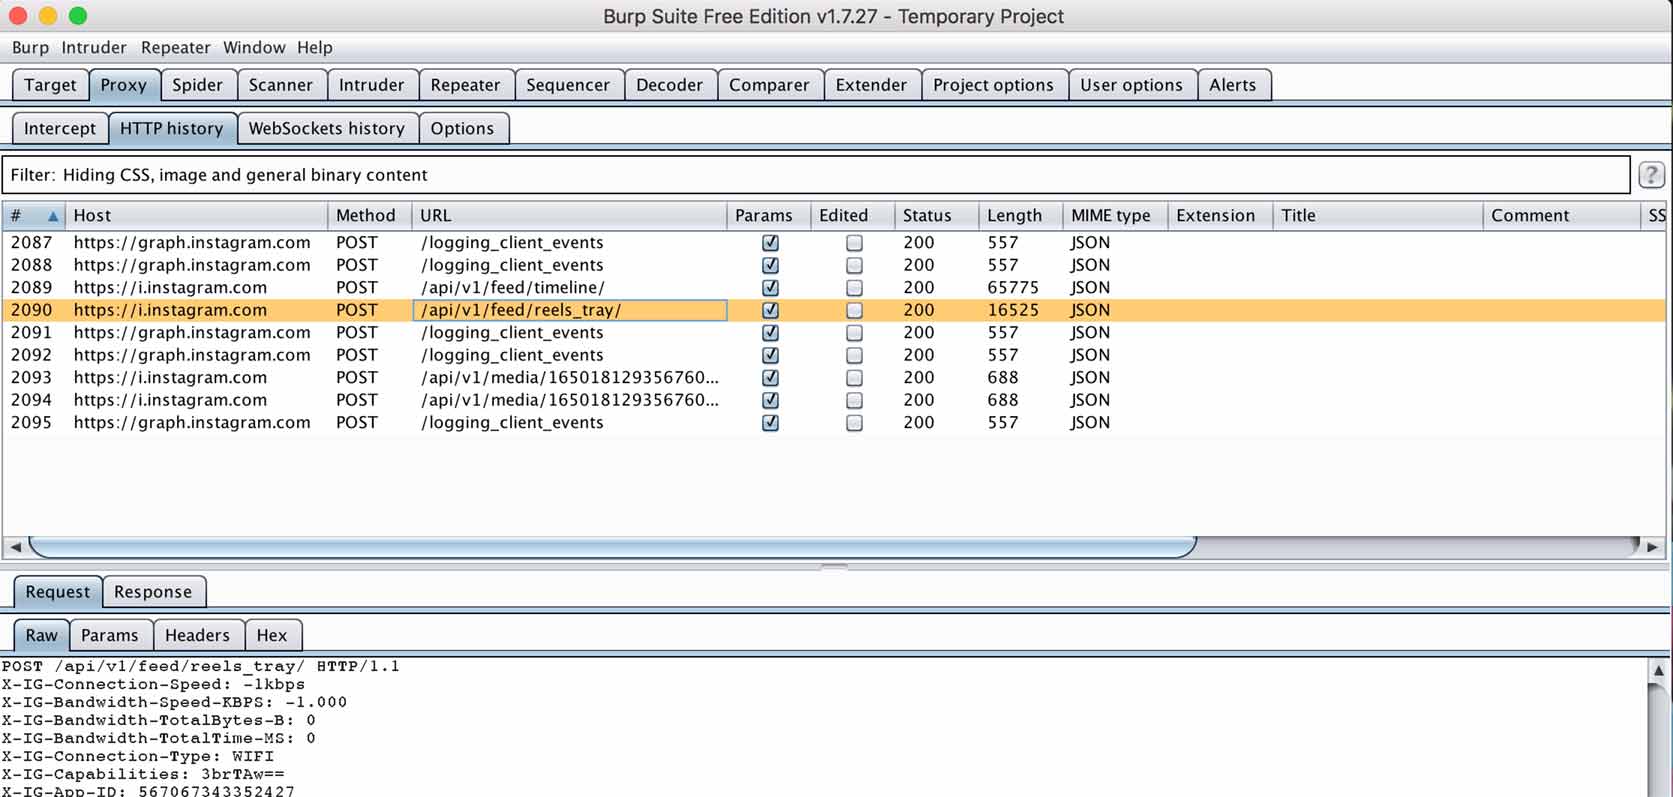 Burp Suite Free Edition v1.7.27 - Temporary Project
Burp Intruder Repeater Window Help
Target Proxy Spider Scanner Intruder Repeater Sequencer Decoder Comparer Extender Project options User options Alerts
Intercept HTTP history WebSockets history Options
Filter: Hiding CSS, image and general binary content ?
# Host Method URL Params Edited Status Length MIME type Extension Title Comment SS
2087 https://graph.instagram.com POST /logging_client_events 200 557 JSON
2088 https://graph.instagram.com POST /logging_client_events 200 557 JSON
2089 https://i.instagram.com POST /api/v1/feed/timeline/ 200 65775 JSON
2090 https://i.instagram.com POST /api/v1/feed/reels_tray/ 200 16525 JSON
2091 https://graph.instagram.com POST /logging_client_events 200 557 JSON
2092 https://graph.instagram.com POST /logging_client_events 200 557 JSON
2093 https://i.instagram.com POST /api/v1/media/165018129356760... 200 688 JSON
2094 https://i.instagram.com POST /api/v1/media/165018129356760... 200 688 JSON
2095 https://graph.instagram.com POST /logging_client_events 200 557 JSON
Request Response
Raw Params Headers Hex
POST /api/v1/feed/reels_tray/ HTTP/1.1
X-IG-Connection-Speed: -1kbps
X-IG-Bandwidth-Speed-KBPS: -1.000
X-IG-Bandwidth-TotalBytes-B: 0
X-IG-Bandwidth-TotalTime-MS: 0
X-IG-Connection-Type: WIFI
X-IG-Capabilities: 3brTAw==
X-IG-App-ID: 567067343352427